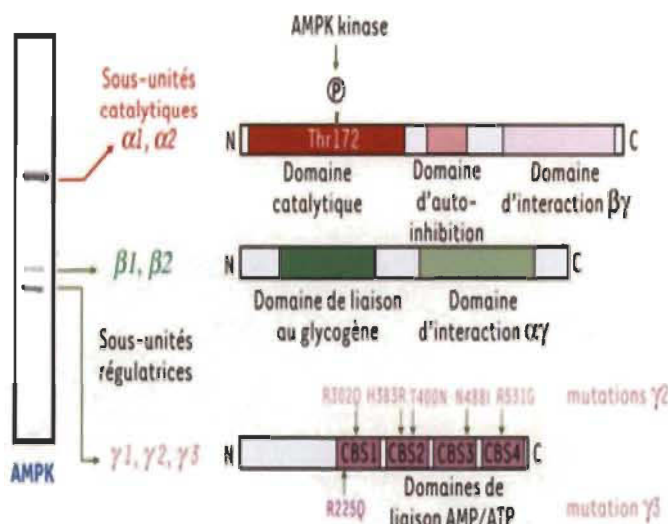 AMPK kinase
P
Sous-unités
catalytiques
α1, α2
N
Thr172
C
Domaine
catalytique
Domaine
d'auto-
inhibition
Domaine
d'interaction βγ
β1, β2
N
C
Domaine de liaison
au glycogène
Domaine
d'interaction αγ
Sous-unités
régulatrices
R302Q H383R T400N N488I R531G
mutations γ2
γ1, γ2, γ3
N
CBS1
CBS2
CBS3
CBS4
C
AMPK
R225Q
Domaines de
liaison AMP/ATP
mutation γ3